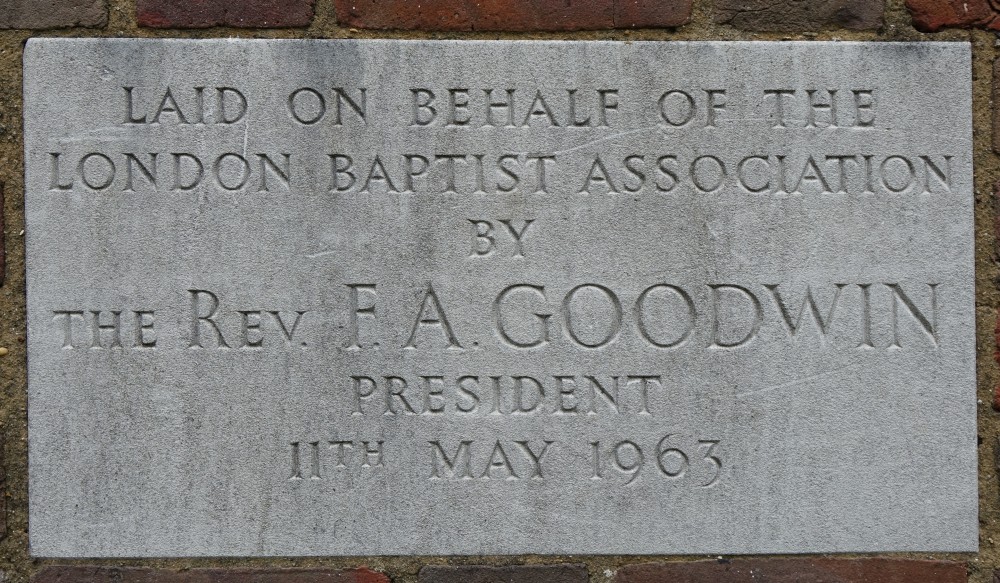 LAID ON BEHALF OF THE
LONDON BAPTIST ASSOCIATION
BY
THE REV. F. A. GOODWIN
PRESIDENT
11TH MAY 1963